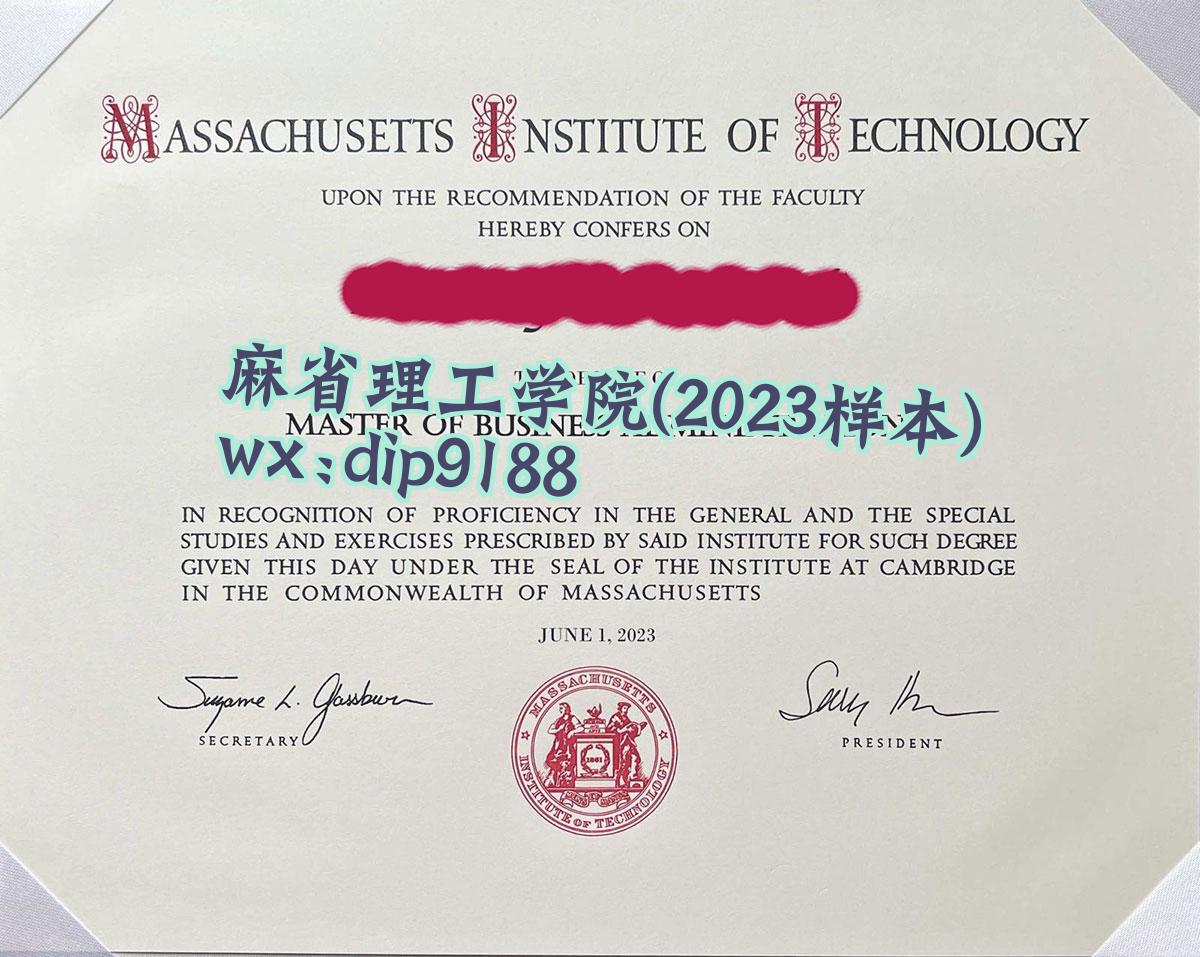 MASSACHUSETTS INSTITUTE OF TECHNOLOGY
UPON THE RECOMMENDATION OF THE FACULTY
HEREBY CONFERS ON
麻省理工学院(2023样本)
MASTER OF BUSINESS
wx:dip9188
IN RECOGNITION OF PROFICIENCY IN THE GENERAL AND THE SPECIAL
STUDIES AND EXERCISES PRESCRIBED BY SAID INSTITUTE FOR SUCH DEGREE
GIVEN THIS DAY UNDER THE SEAL OF THE INSTITUTE AT CAMBRIDGE
IN THE COMMONWEALTH OF MASSACHUSETTS
JUNE 1, 2023
Suzanne L. Glassburn
SECRETARY
PRESIDENT
MASSACHUSETTS
INSTITUTE OF TECHNOLOGY
1861